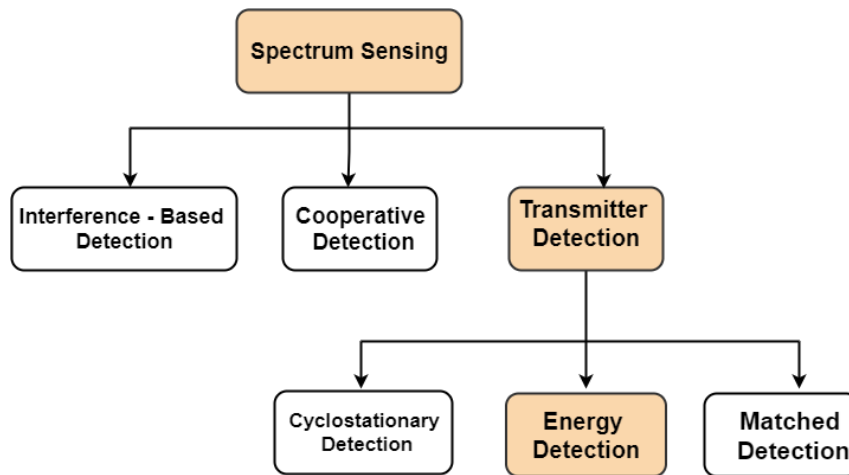 Spectrum Sensing
Interference - Based
Detection
Cooperative
Detection
Transmitter
Detection
Cyclostationary
Detection
Energy
Detection
Matched
Detection